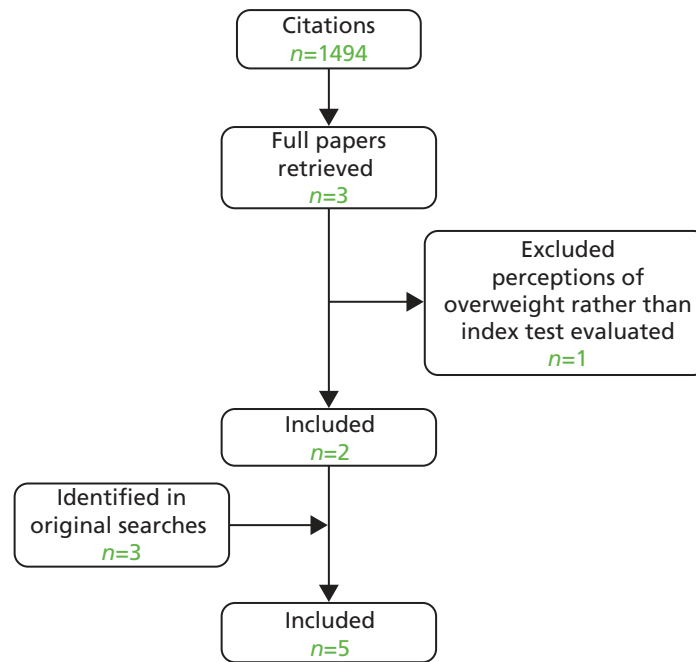 Citations
n=1494
Full papers
retrieved
n=3
Excluded
perceptions of
overweight rather than
index test evaluated
n=1
Included
n=2
Identified in
original searches
n=3
Included
n=5